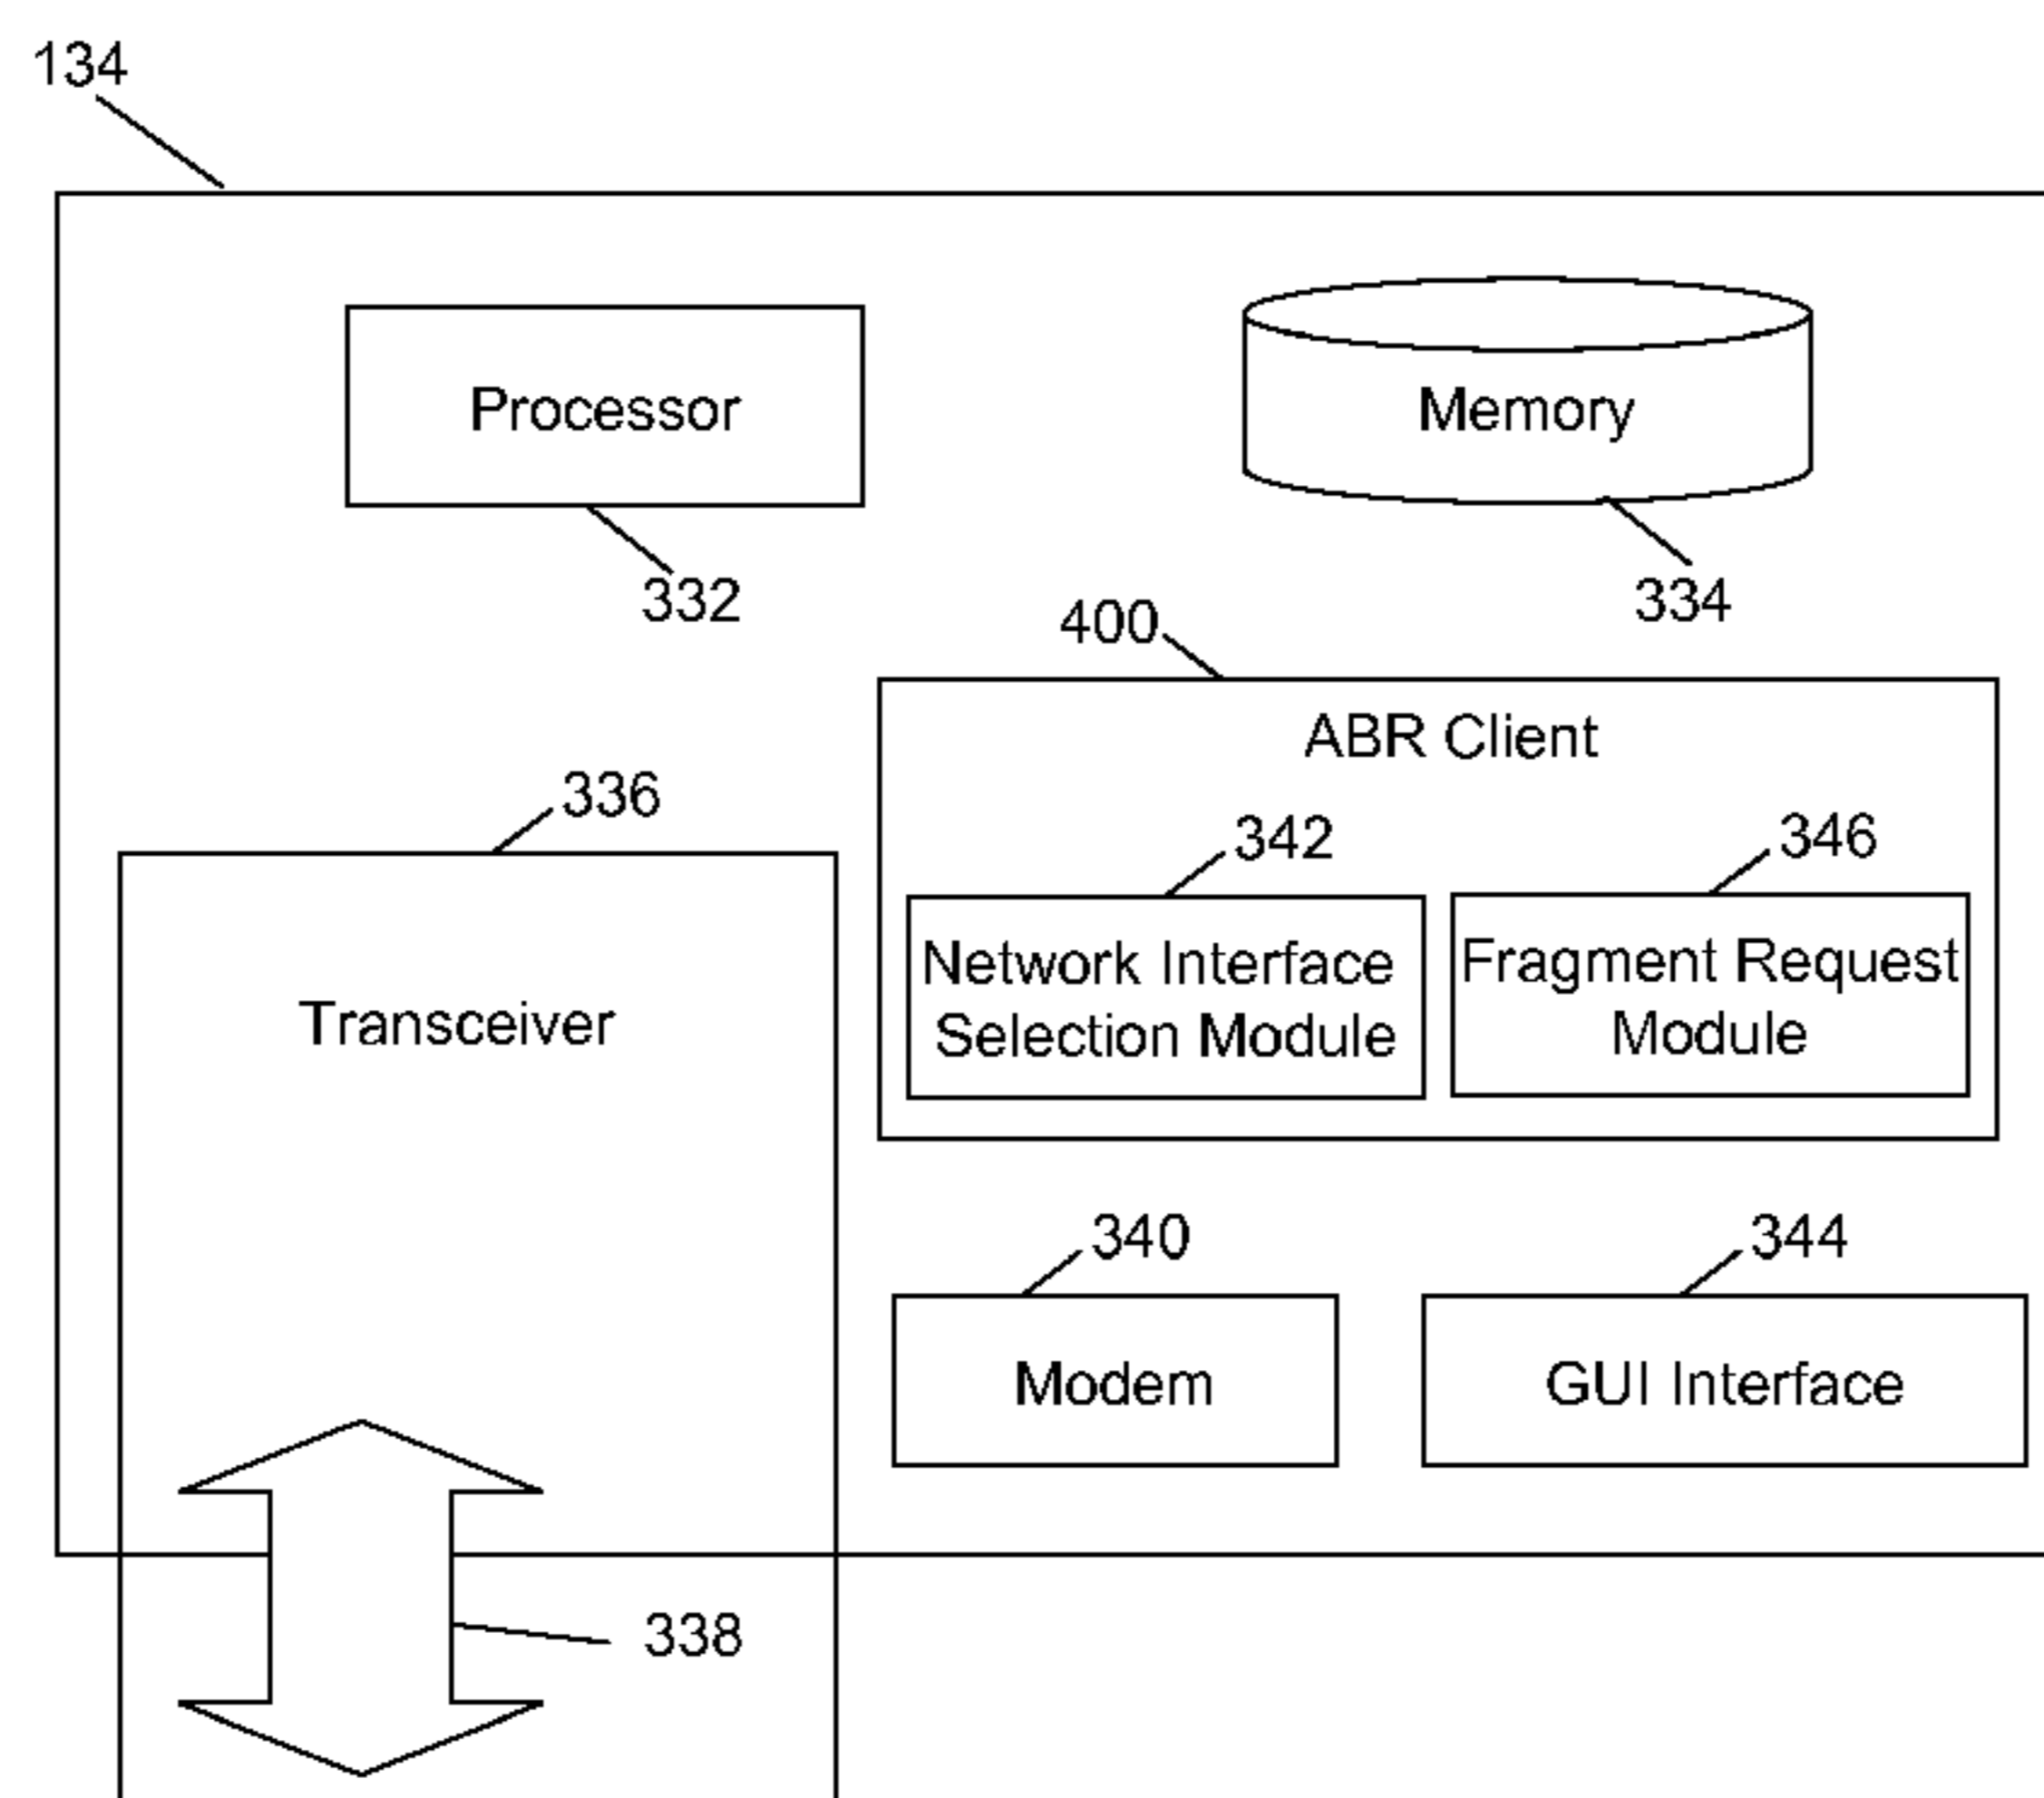 134
Processor
Memory
332
334
400
ABR Client
336
342
346
Network Interface
Selection Module
Fragment Request
Module
Transceiver
340
344
Modem
GUI Interface
338